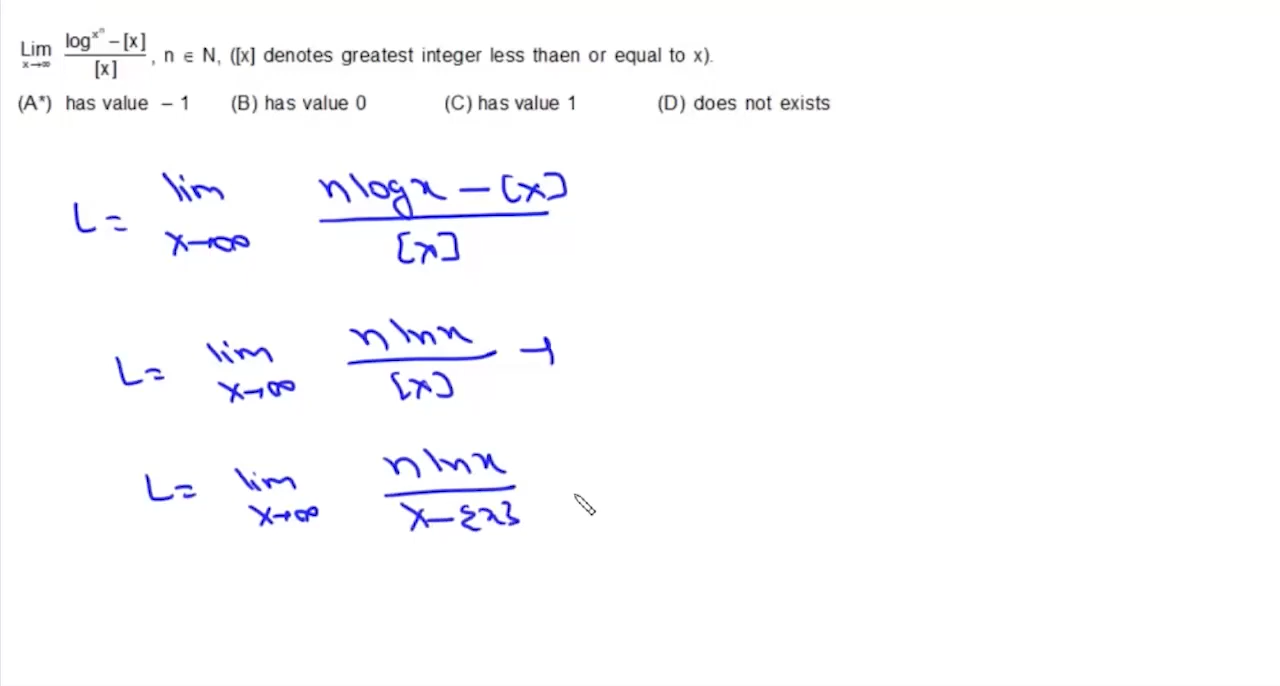 Lim x→∞ (log^{x^n} – [x]) / [x] , n ∈ N, ([x] denotes greatest integer less thaen or equal to x).
(A*) has value – 1 (B) has value 0 (C) has value 1 (D) does not exists
L = lim x→∞ (n log x – [x]) / [x]
L = lim x→∞ (n ln x) / [x] –1
L = lim x→∞ (n ln x) / (x – {x})